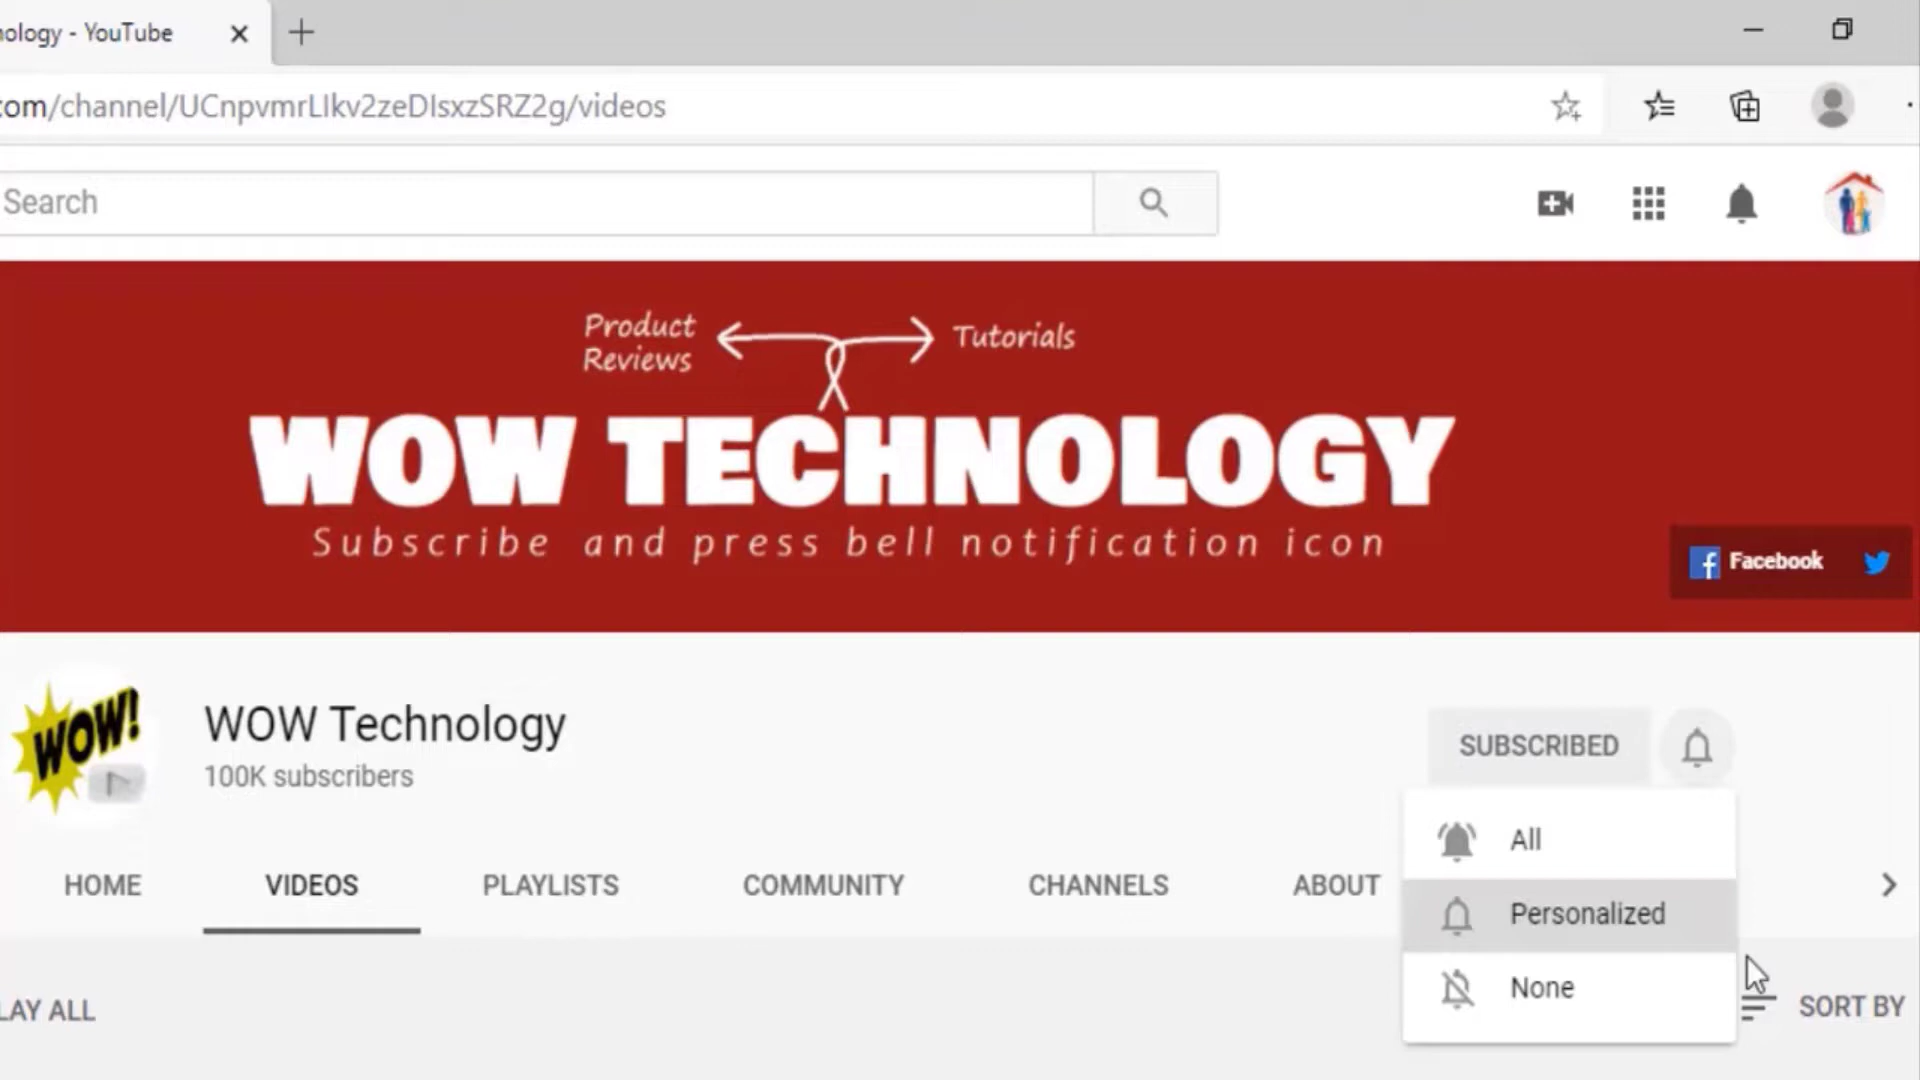 nology - YouTube
com/channel/UCnpvmrLIkv2zeDIsxzSRZ2g/videos
Search
Product
Reviews
Tutorials
WOW TECHNOLOGY
Subscribe and press bell notification icon
Facebook
WOW!
WOW Technology
100K subscribers
SUBSCRIBED
All
Personalized
None
HOME VIDEOS PLAYLISTS COMMUNITY CHANNELS ABOUT
LAY ALL
SORT BY